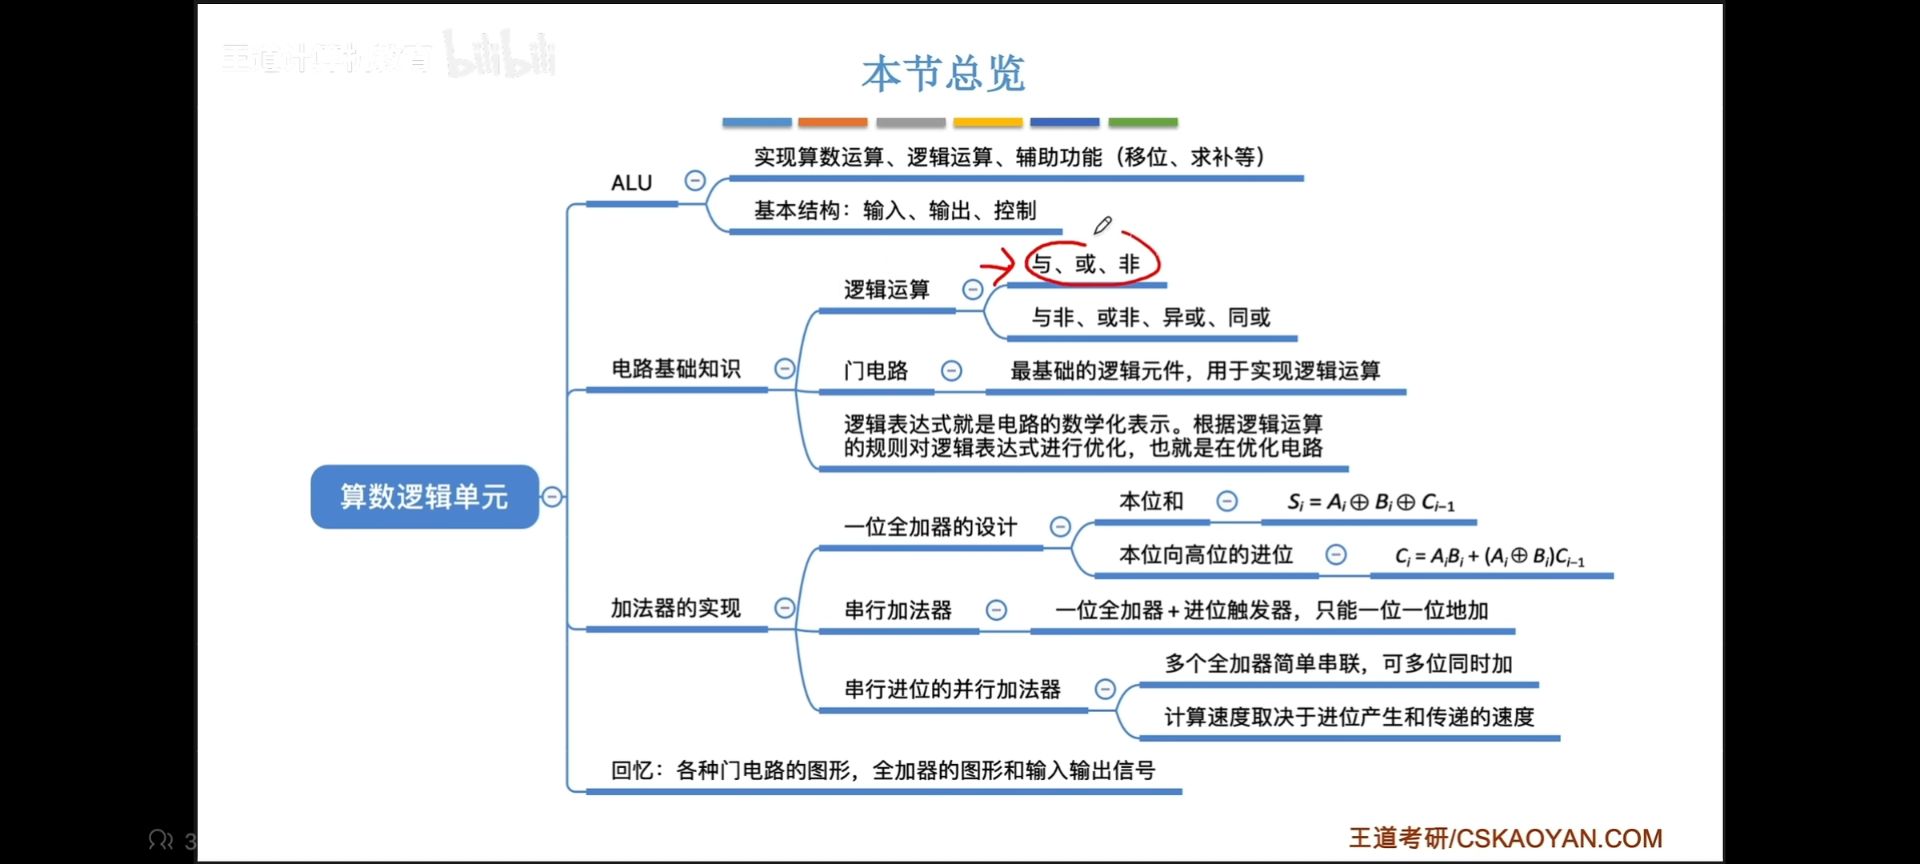 王道计算机教育 bilibili
本节总览
实现算数运算、逻辑运算、辅助功能（移位、求补等）
ALU
基本结构：输入、输出、控制
与、或、非
逻辑运算
与非、或非、异或、同或
电路基础知识
门电路
最基础的逻辑元件，用于实现逻辑运算
逻辑表达式就是电路的数学化表示。根据逻辑运算
的规则对逻辑表达式进行优化，也就是在优化电路
算数逻辑单元
本位和
Sᵢ = Aᵢ⊕ Bᵢ⊕ Cᵢ₋₁
一位全加器的设计
本位向高位的进位
Cᵢ = AᵢBᵢ + (Aᵢ⊕ Bᵢ)Cᵢ₋₁
加法器的实现
串行加法器
一位全加器 + 进位触发器，只能一位一位地加
多个全加器简单串联，可多位同时加
串行进位的并行加法器
计算速度取决于进位产生和传递的速度
回忆：各种门电路的图形，全加器的图形和输入输出信号
3
王道考研/CSKAOYAN.COM